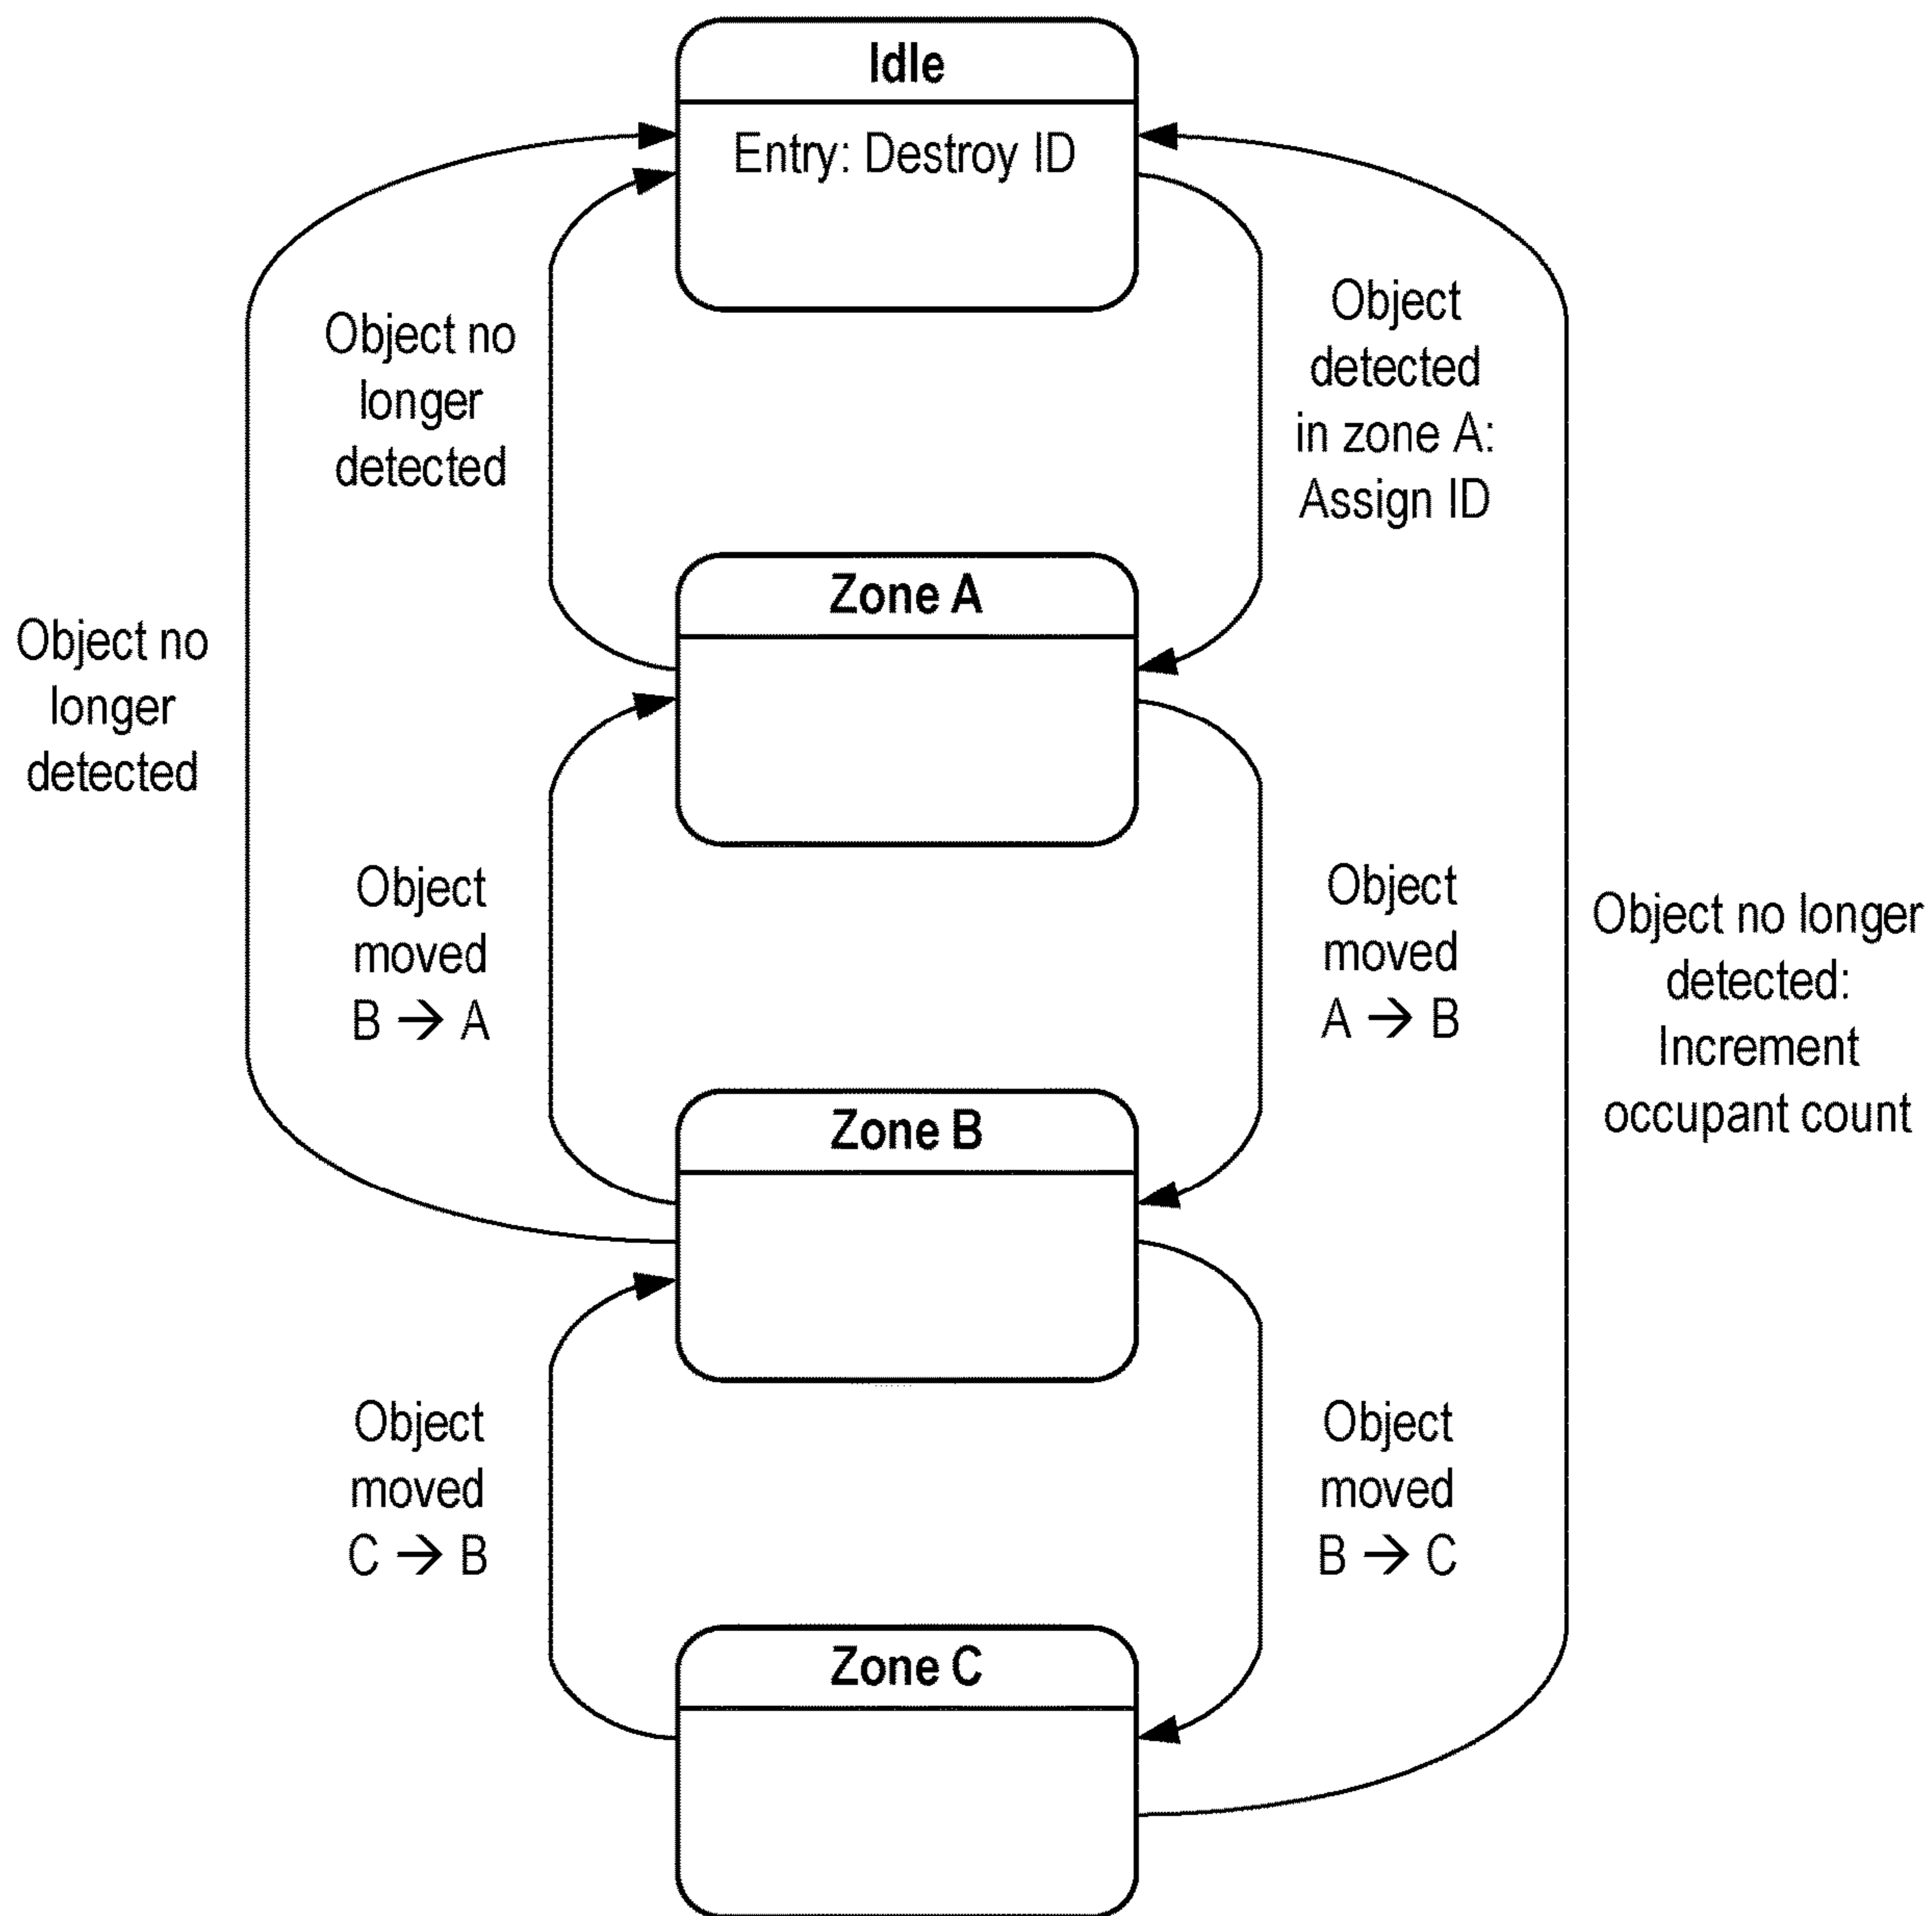 Idle
Entry: Destroy ID
Object no
longer
detected
Object
detected
in zone A:
Assign ID
Zone A
Object no
longer
detected
Object
moved
B → A
Object
moved
A → B
Object no longer
detected:
Increment
occupant count
Zone B
Object
moved
C → B
Object
moved
B → C
Zone C